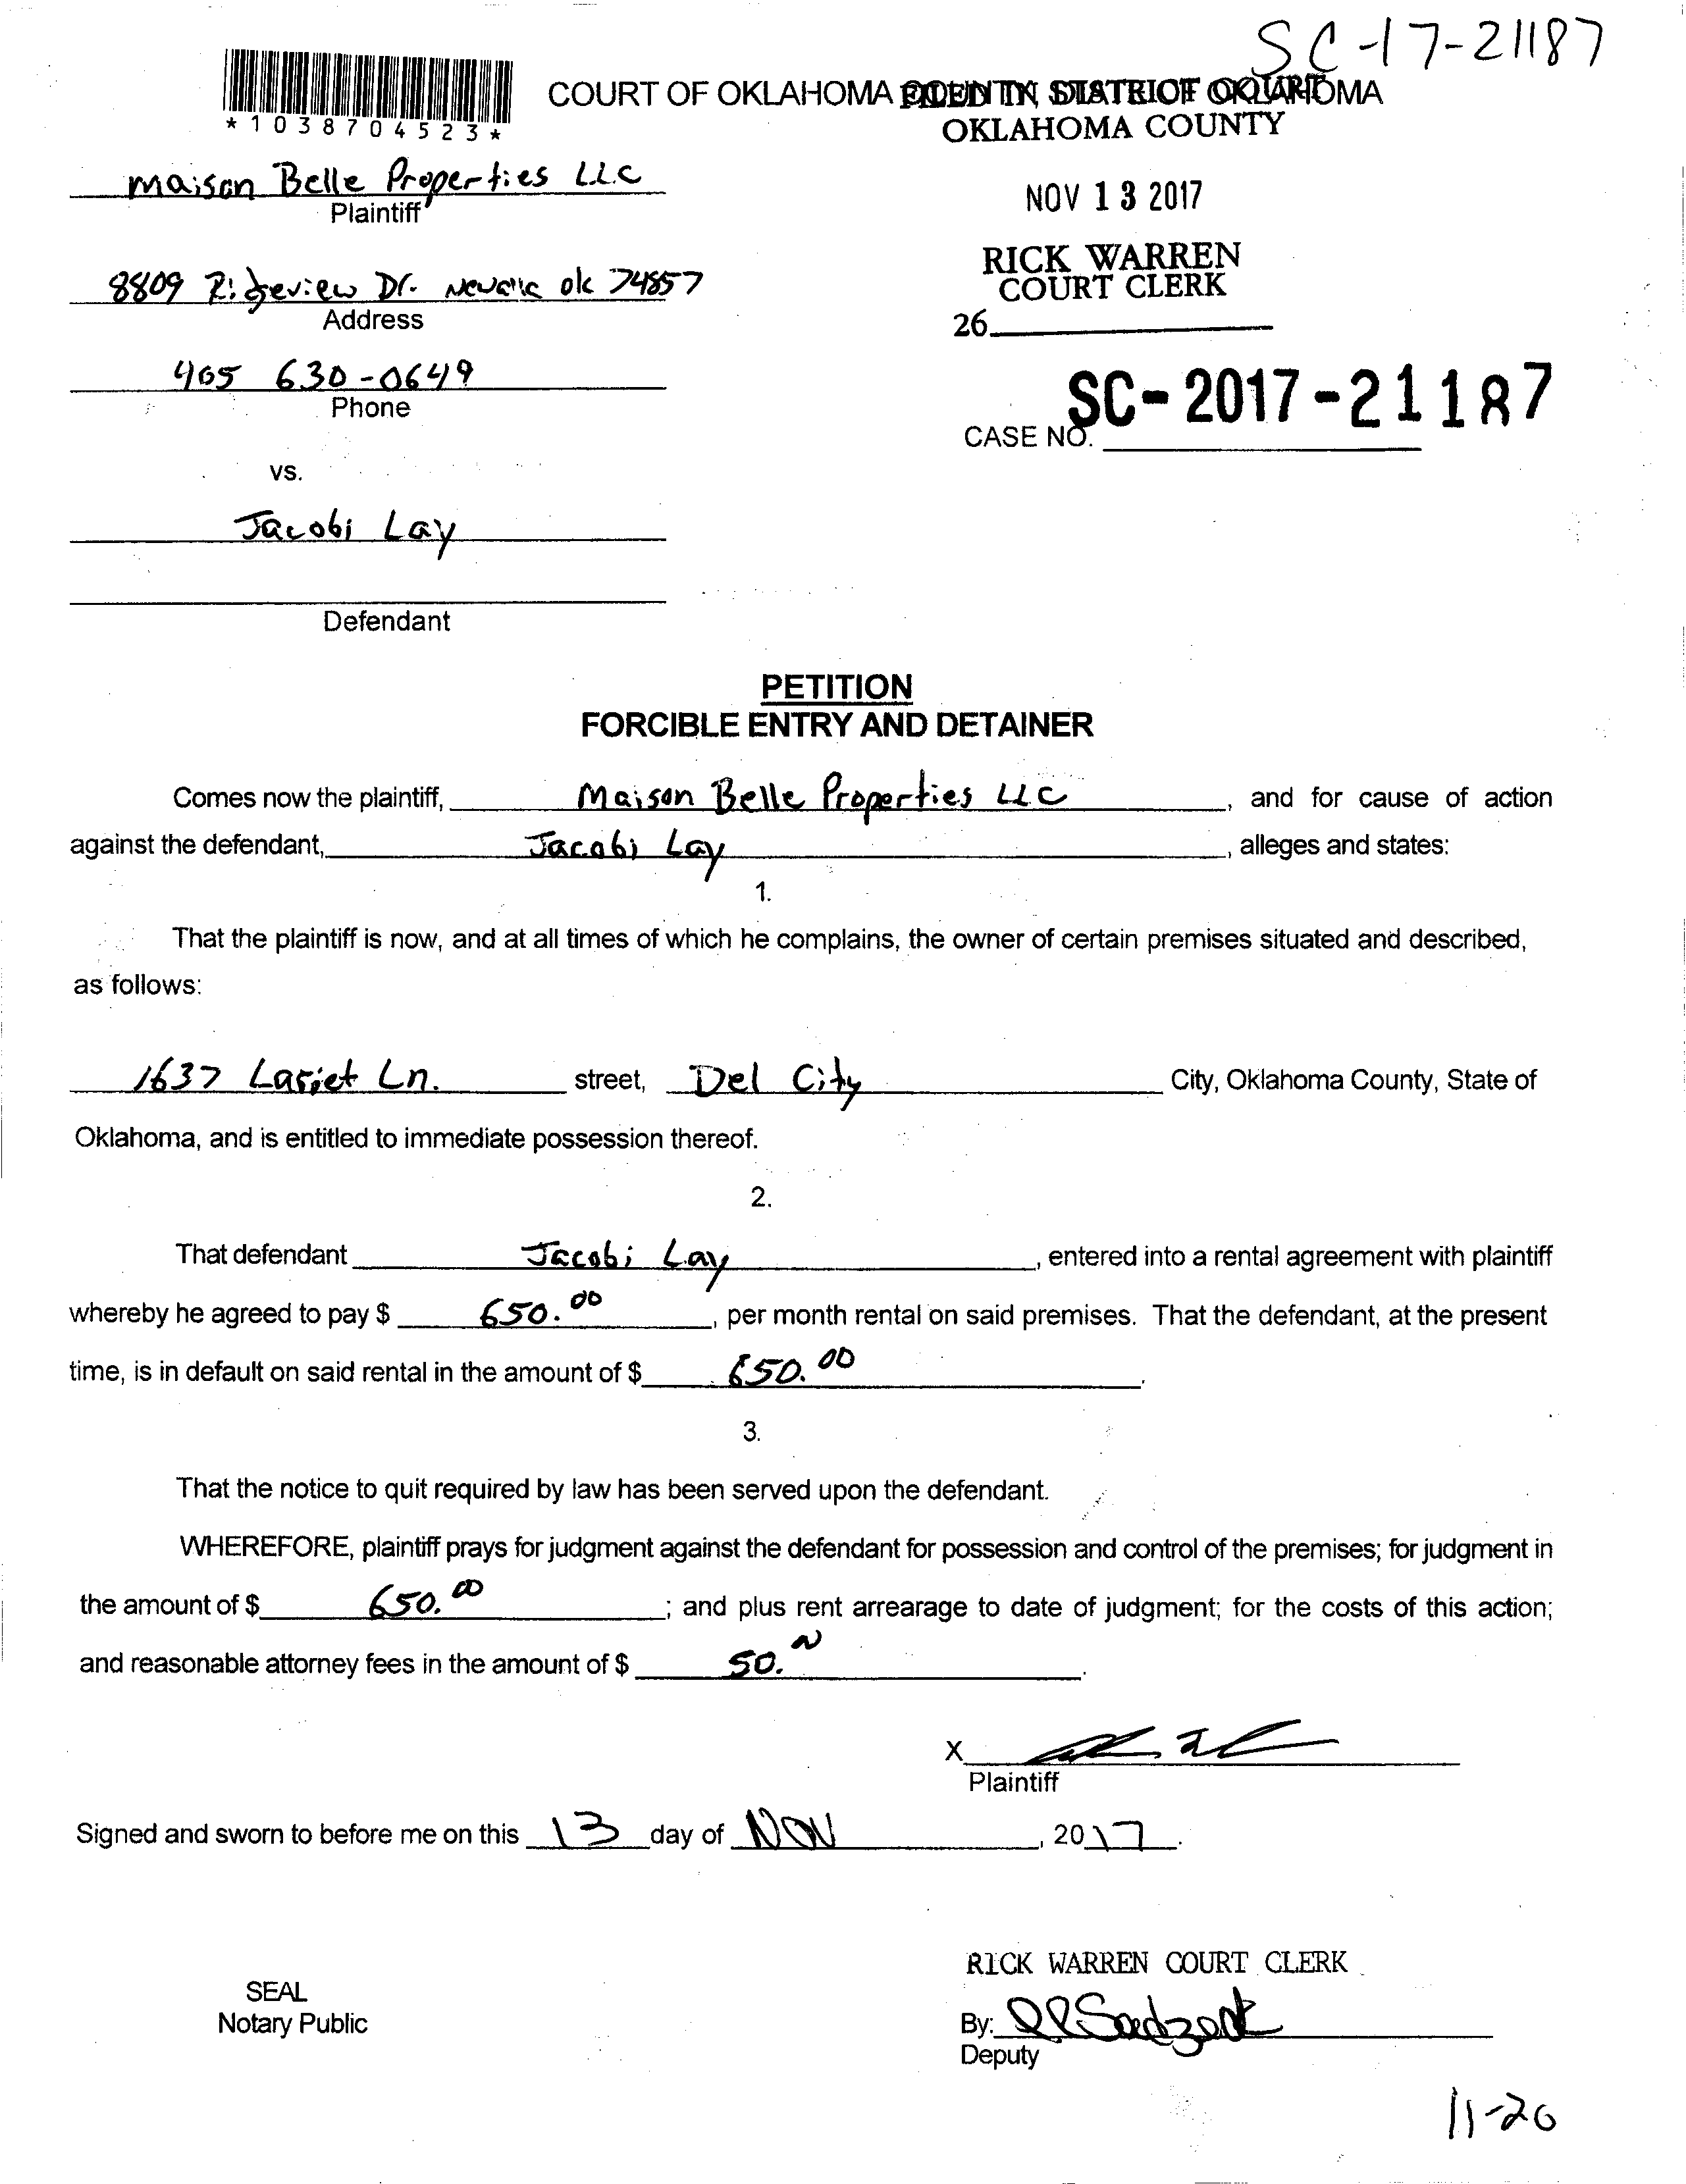 SC-17-21187
COURT OF OKLAHOMA COUNTY, STATE OF OKLAHOMA
FILED IN DISTRICT COURT
OKLAHOMA COUNTY
*1038704523*
Maison Belle Properties LLC
Plaintiff
NOV 13 2017
RICK WARREN
COURT CLERK
26
8809 Ridgeview Dr. Newalla ok 74857
Address
405 630-0649
Phone
SC-2017-21187
CASE NO.
vs.
Jacobi Lay
Defendant
PETITION
FORCIBLE ENTRY AND DETAINER
Comes now the plaintiff, Maison Belle Properties LLC, and for cause of action
against the defendant, Jacobi Lay, alleges and states:
1.
That the plaintiff is now, and at all times of which he complains, the owner of certain premises situated and described,
as follows:
1637 Lariet Ln. street, Del City City, Oklahoma County, State of
Oklahoma, and is entitled to immediate possession thereof.
2.
That defendant Jacobi Lay, entered into a rental agreement with plaintiff
whereby he agreed to pay $ 650.00, per month rental on said premises. That the defendant, at the present
time, is in default on said rental in the amount of $ 650.00.
3.
That the notice to quit required by law has been served upon the defendant.
WHEREFORE, plaintiff prays for judgment against the defendant for possession and control of the premises; for judgment in
the amount of $ 650.00; and plus rent arrearage to date of judgment; for the costs of this action;
and reasonable attorney fees in the amount of $ 50.
X
Plaintiff
Signed and sworn to before me on this 13 day of NOV, 2017.
RICK WARREN COURT CLERK
SEAL
Notary Public
By:
Deputy
11-20